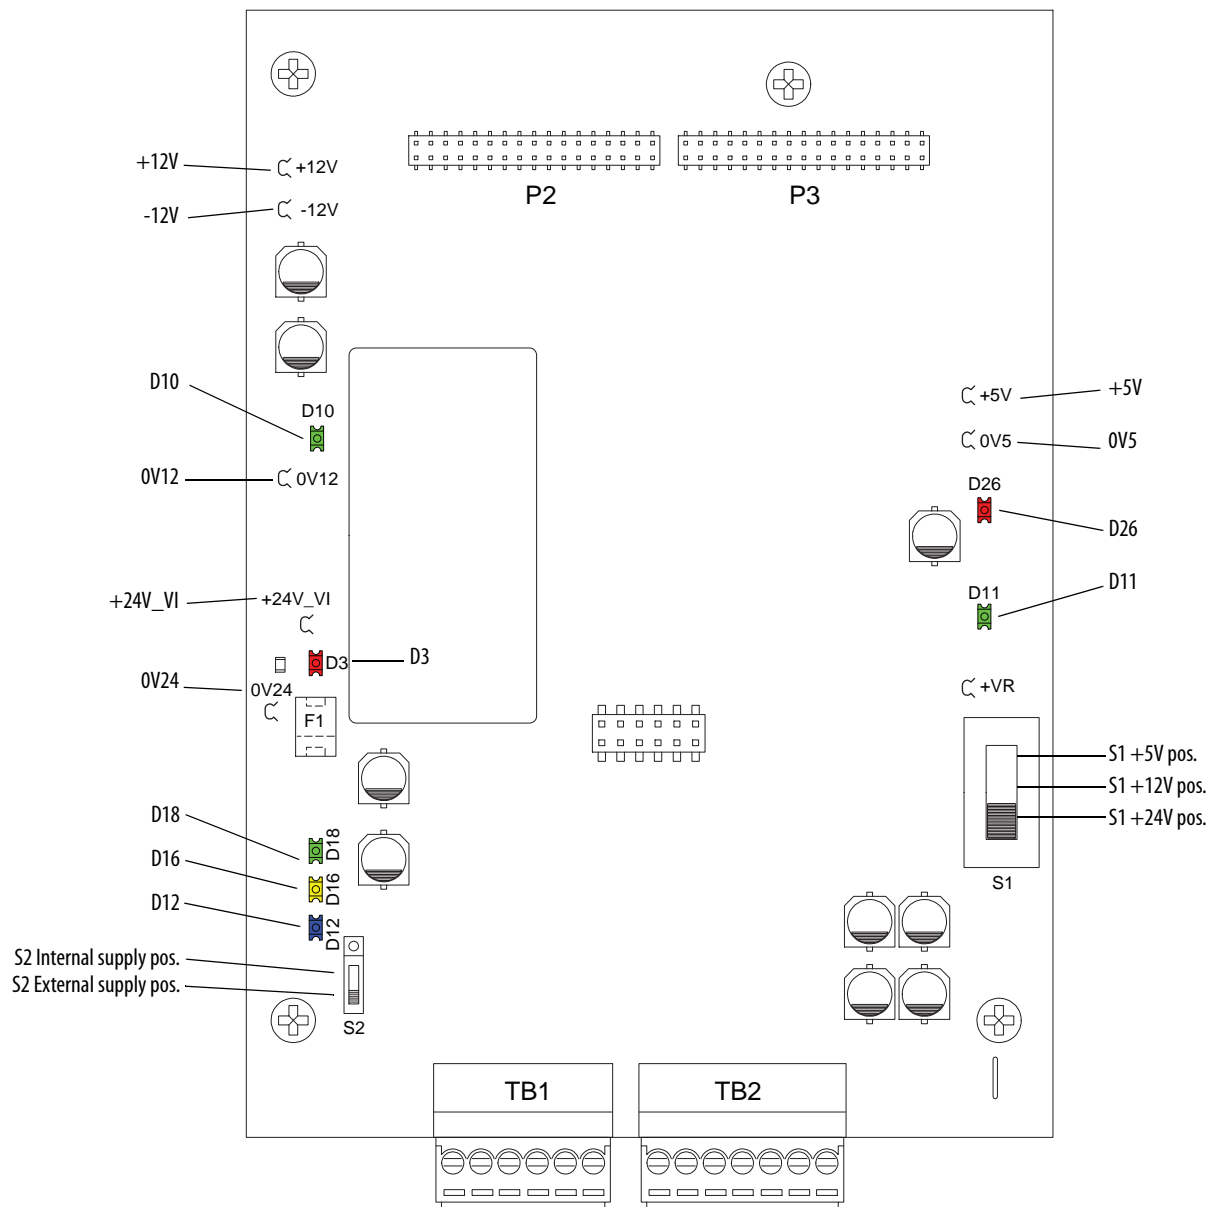 P2
P3
+12V
+12V
-12V
-12V
D10
D10
0V12
0V12
+5V
+5V
0V5
0V5
D26
D26
D11
D11
+24V_VI
+24V_VI
D3
D3
0V24
0V24
F1
+VR
S1 +5V pos.
S1 +12V pos.
S1 +24V pos.
S1
D18
D18
D16
D16
D12
D12
S2 Internal supply pos.
S2 External supply pos.
S2
TB1
TB2